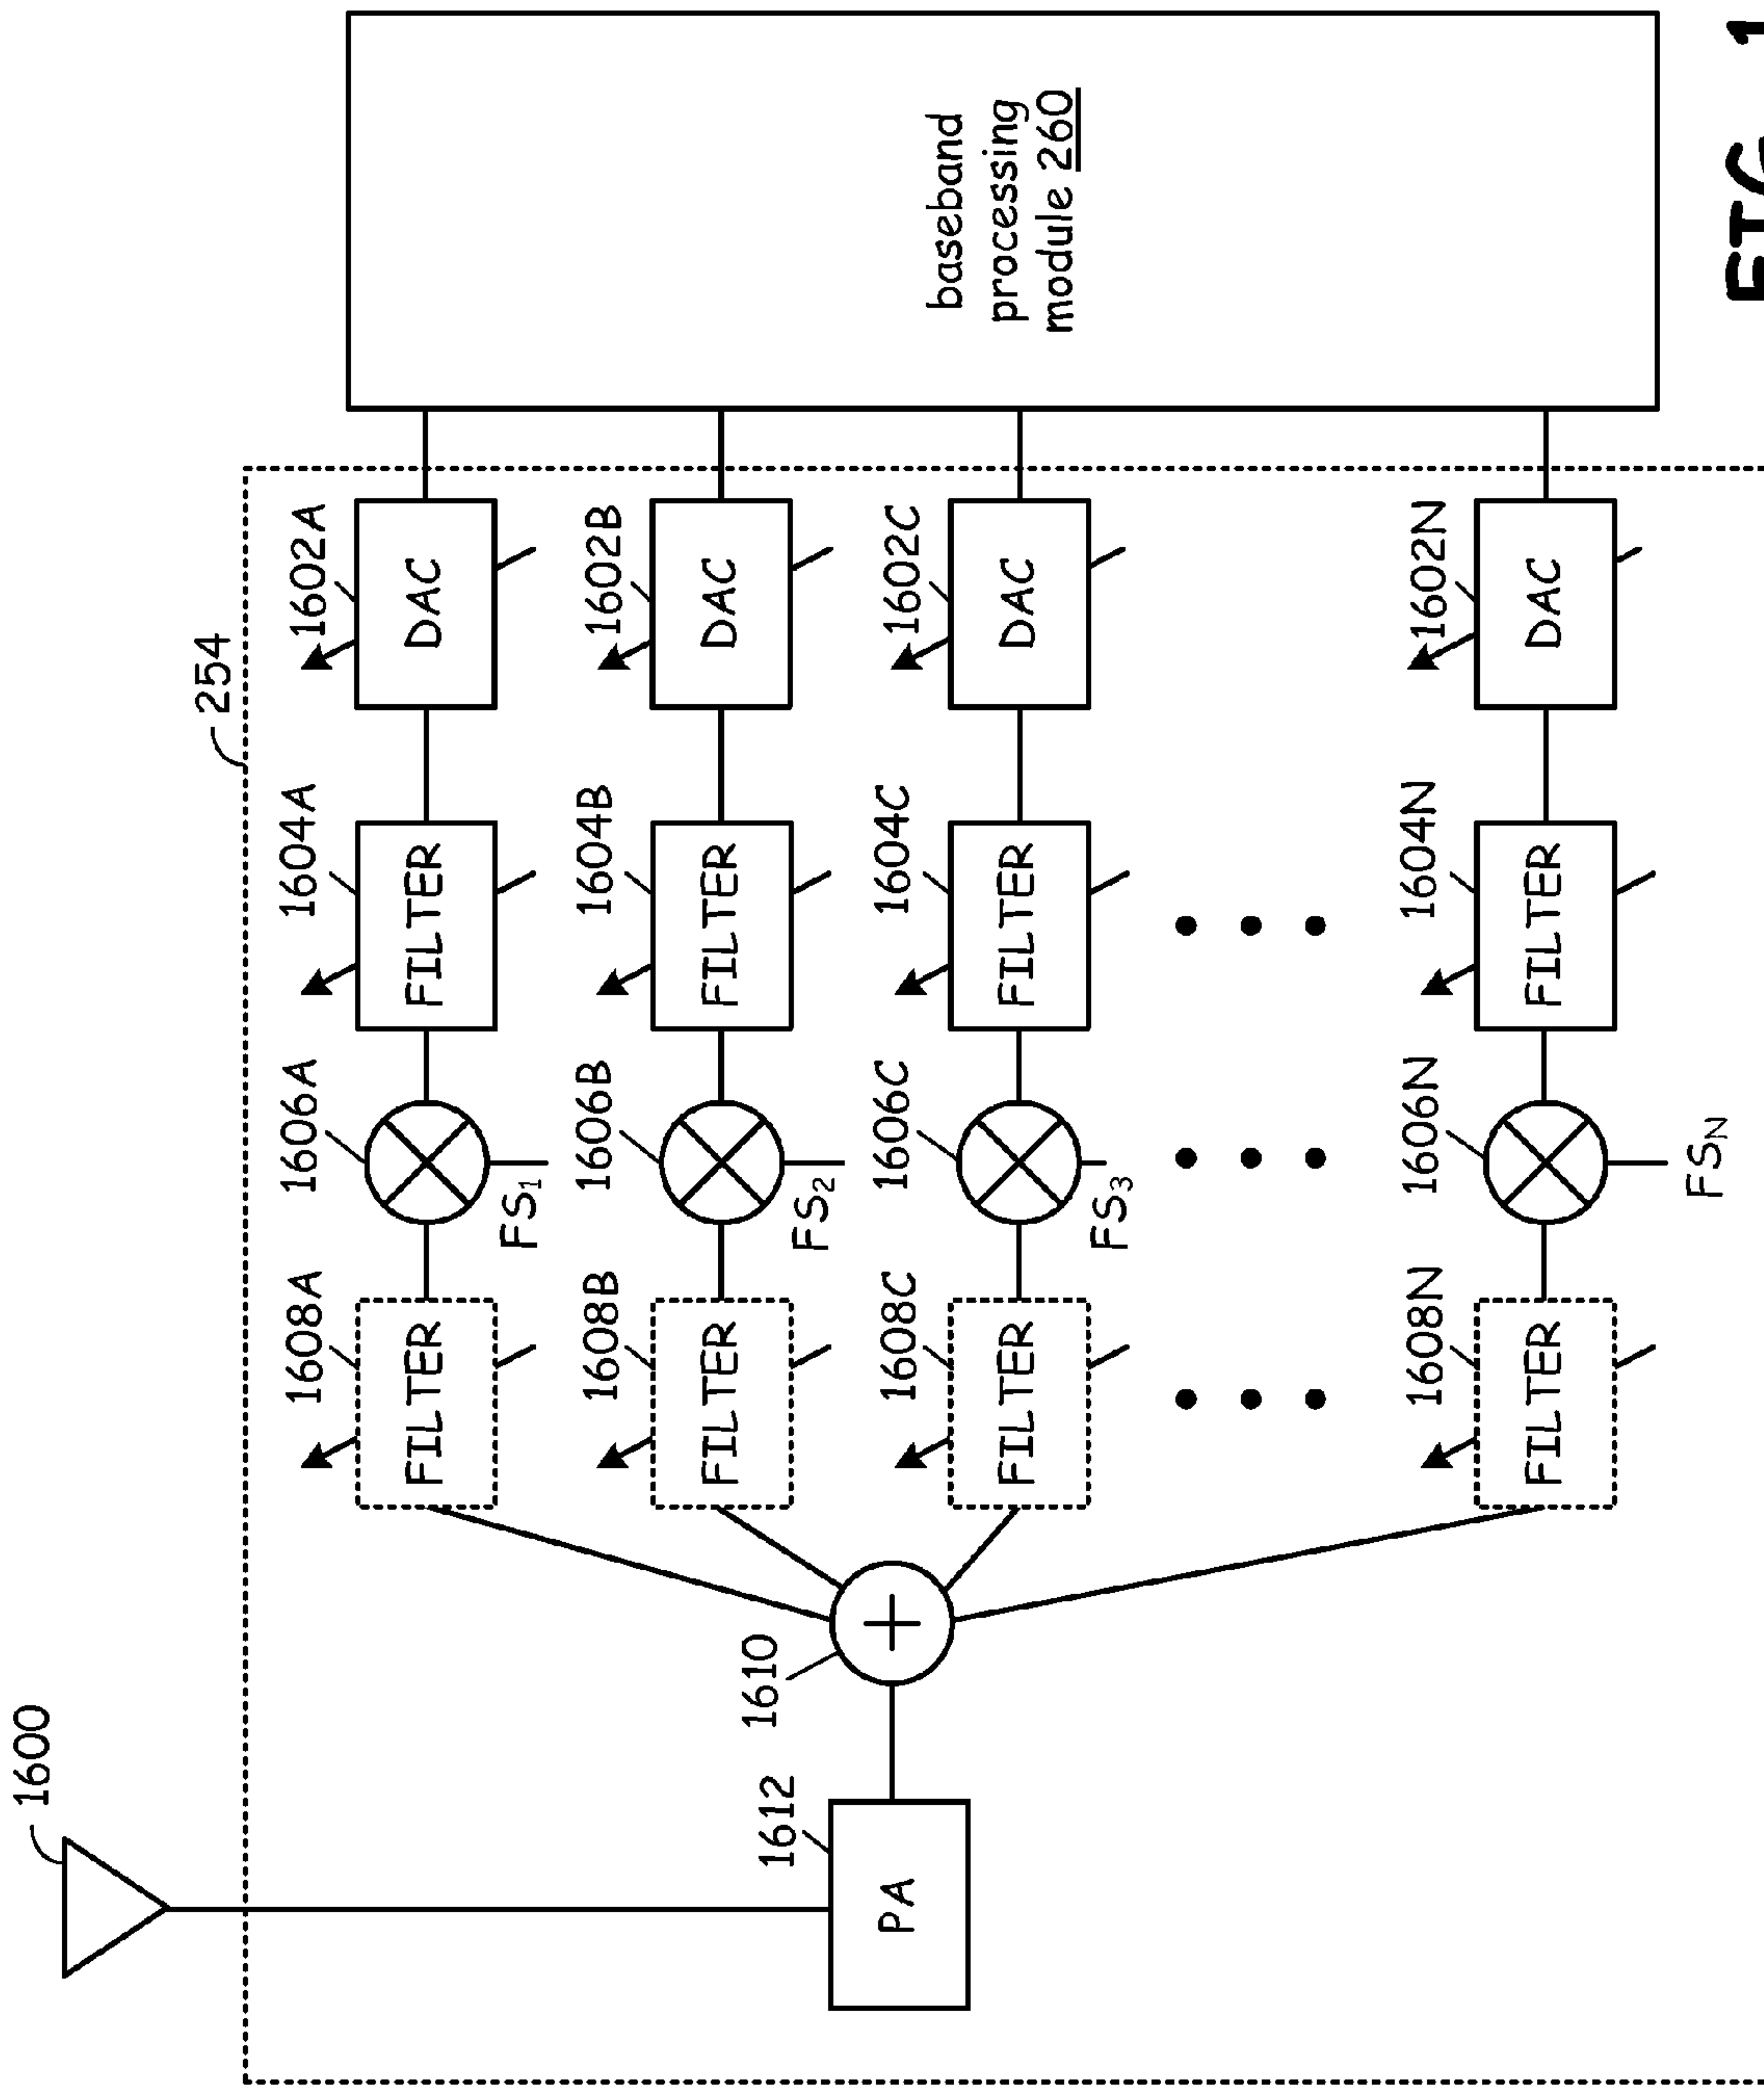 1600
254
1608A
1606A
1604A
1602A
FILTER
FILTER
DAC
FS₁
1608B
1606B
1604B
1602B
FILTER
FILTER
DAC
FS₂
1612
1610
PA
1608C
1606C
1604C
1602C
FILTER
FILTER
DAC
FS₃
baseband
processing
module 260
1608N
1606N
1604N
1602N
FILTER
FILTER
DAC
FSN
FIG 1